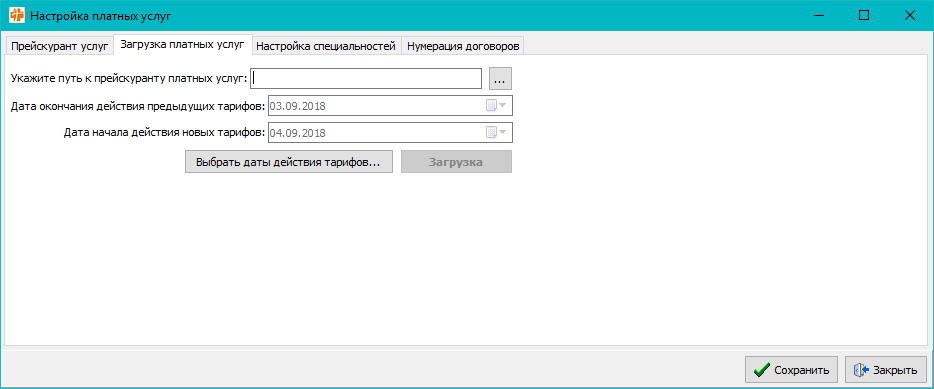 Настройка платных услуг
Прейскурант услуг Загрузка платных услуг Настройка специальностей Нумерация договоров
Укажите путь к прейскуранту платных услуг: ...
Дата окончания действия предыдущих тарифов: 03.09.2018
Дата начала действия новых тарифов: 04.09.2018
Выбрать даты действия тарифов... Загрузка
Сохранить Закрыть